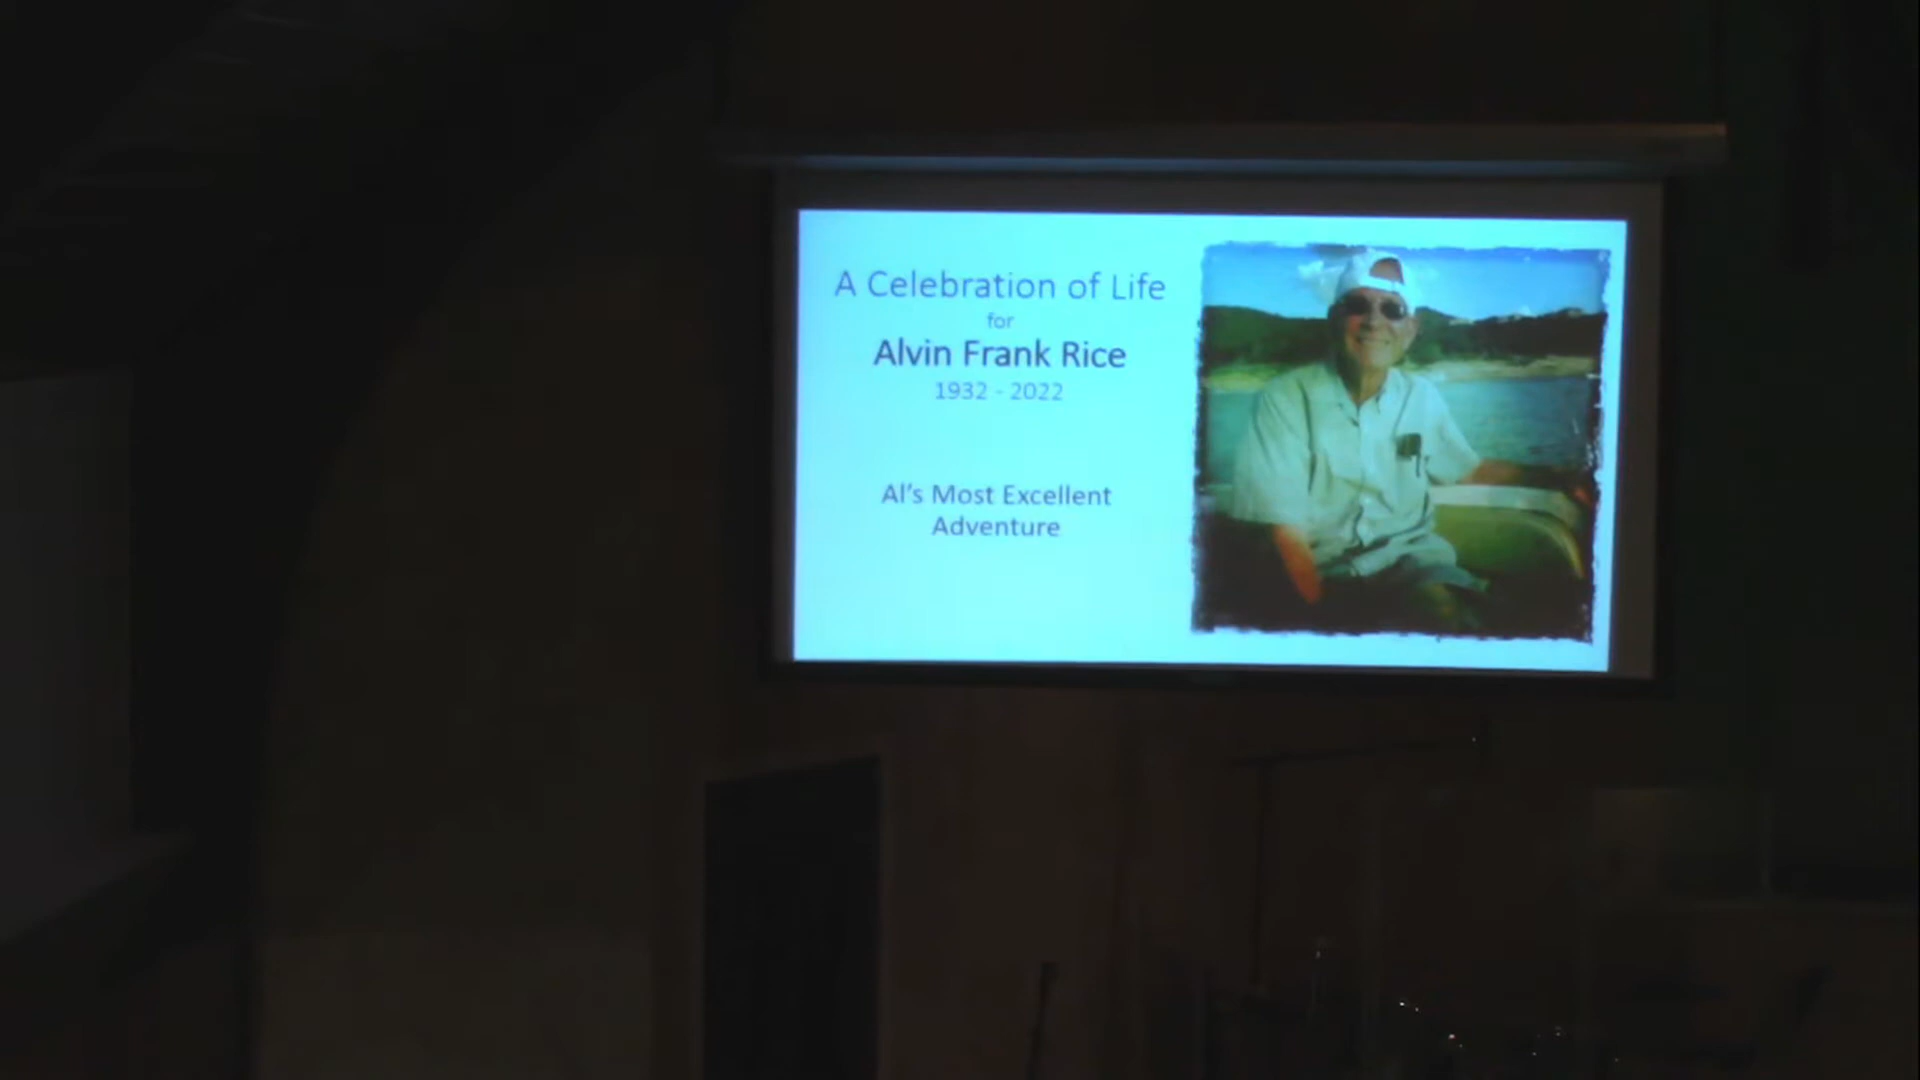 A Celebration of Life
for
Alvin Frank Rice
1932 - 2022
Al's Most Excellent
Adventure